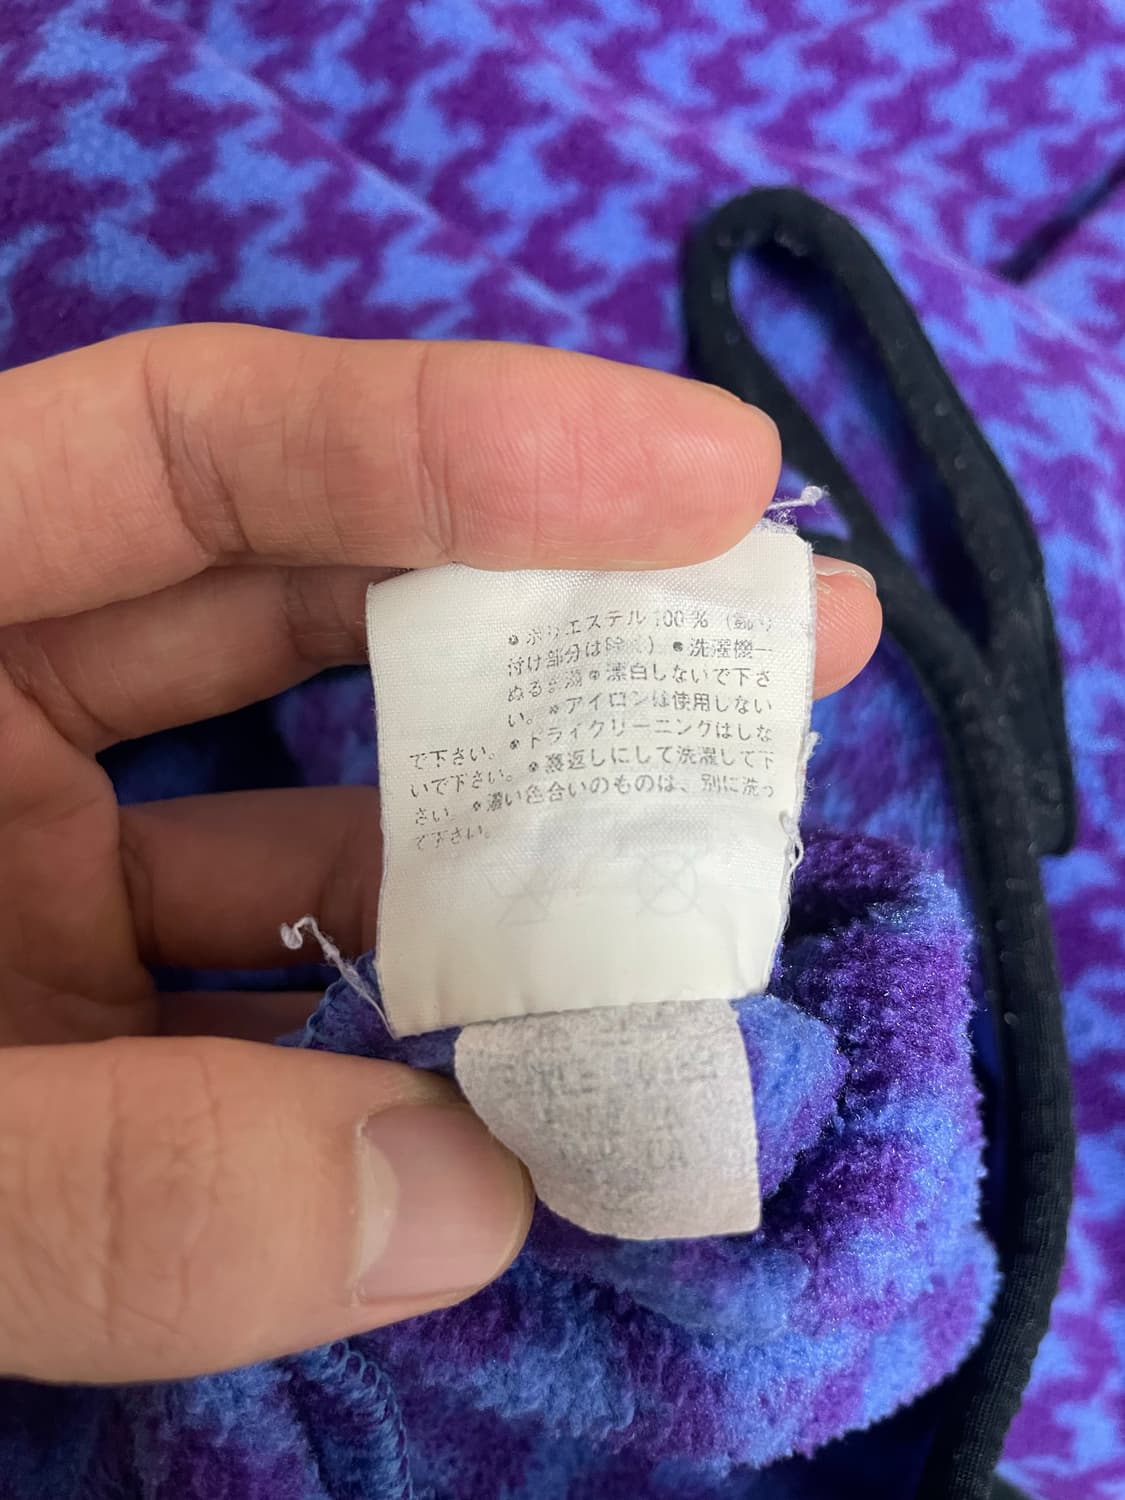 ●ポリエステル100%(飾り
付け部分は除く)●洗濯機一
ぬるま湯●漂白しないで下さ
い。●アイロンは使用しない
で下さい。●ドライクリーニングはしな
いで下さい。●裏返しにして洗濯して下
さい。●濃い色合いのものは、別に洗っ
て下さい。